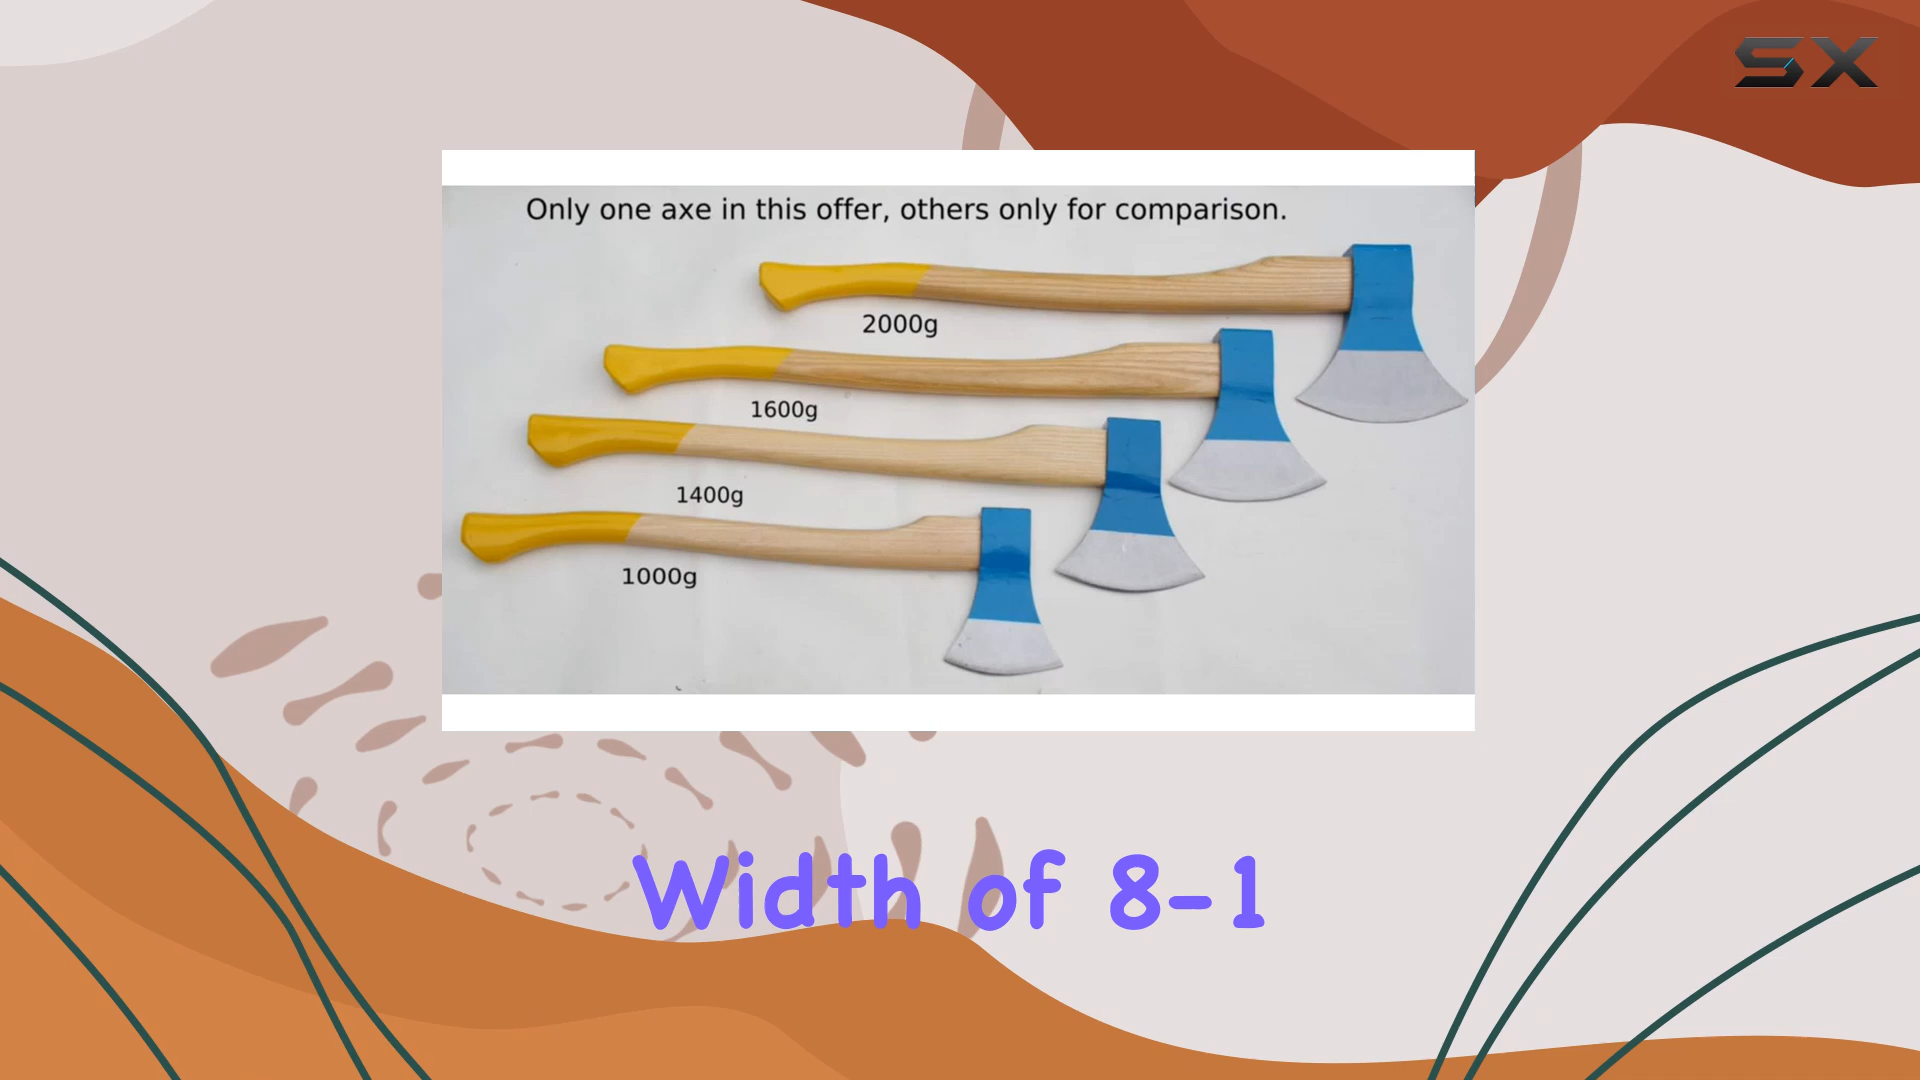 SX
Only one axe in this offer, others only for comparison.
2000g
1600g
1400g
1000g
Width of 8-1